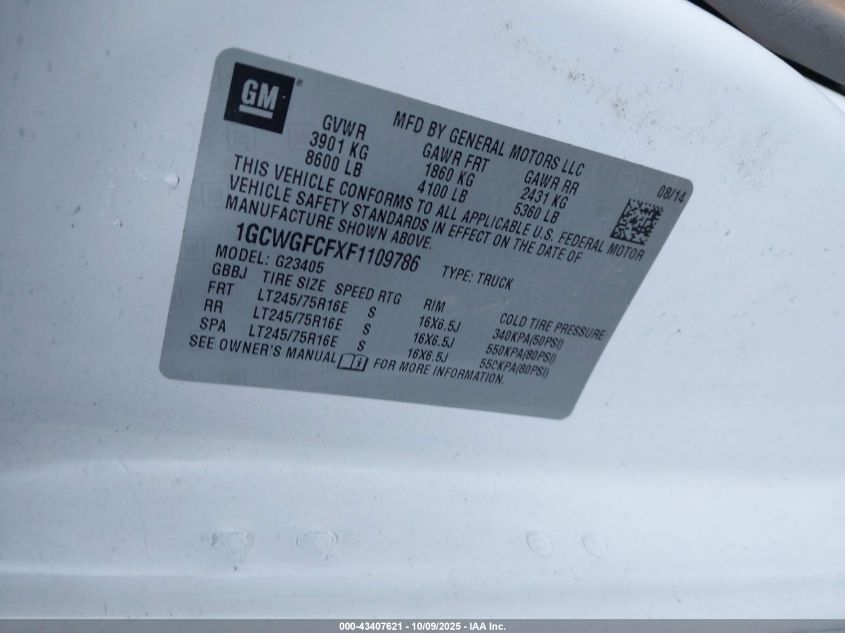 GM
MFD BY GENERAL MOTORS LLC
08/14
GVWR GAWR FRT GAWR RR
3901 KG 1860 KG 2431 KG
8600 LB 4100 LB 5360 LB
THIS VEHICLE CONFORMS TO ALL APPLICABLE U.S. FEDERAL MOTOR
VEHICLE SAFETY STANDARDS IN EFFECT ON THE DATE OF
MANUFACTURE SHOWN ABOVE.
1GCWGFCFXF1109786 TYPE: TRUCK
MODEL: G23405
GBBJ TIRE SIZE SPEED RTG RIM COLD TIRE PRESSURE
FRT LT245/75R16E S 16X6.5J 340KPA(50PSI)
RR LT245/75R16E S 16X6.5J 550KPA(80PSI)
SPA LT245/75R16E S 16X6.5J 550KPA(80PSI)
SEE OWNER'S MANUAL FOR MORE INFORMATION.
000-43407621 - 10/09/2025 - IAA Inc.